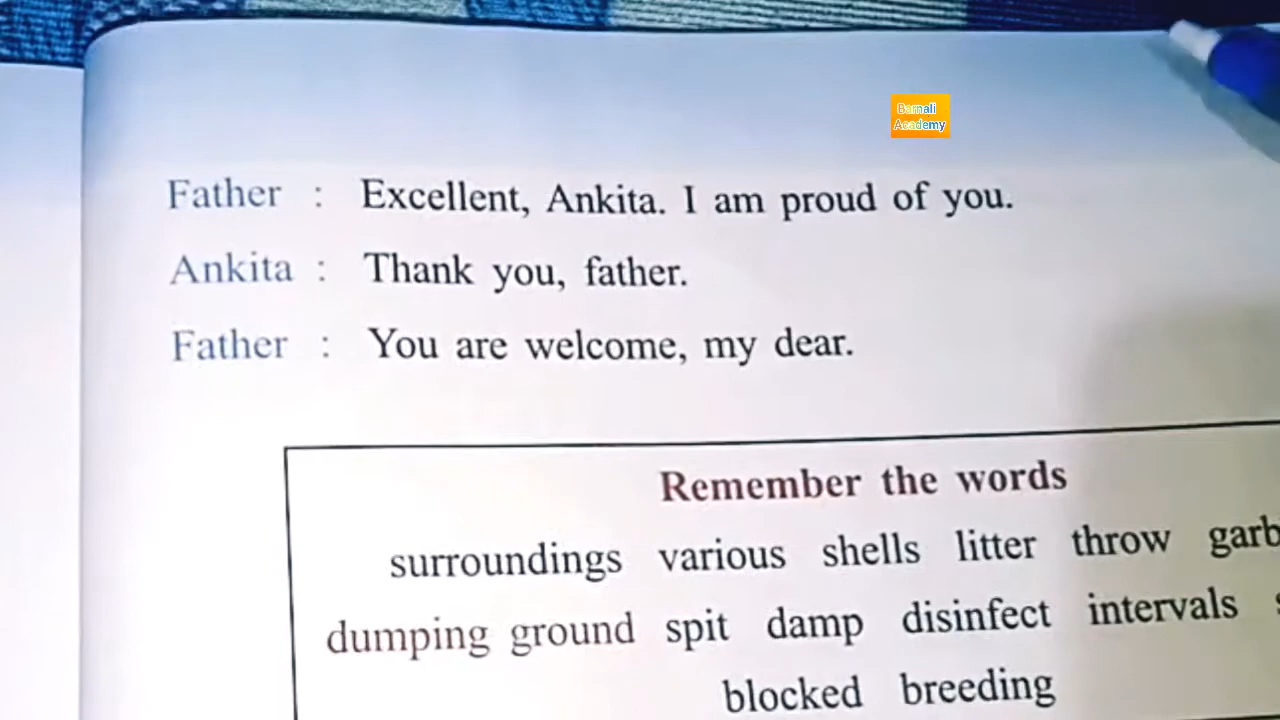 Barnali
Academy
Father : Excellent, Ankita. I am proud of you.
Ankita : Thank you, father.
Father : You are welcome, my dear.
Remember the words
surroundings various shells litter throw
dumping ground spit damp disinfect intervals
blocked breeding